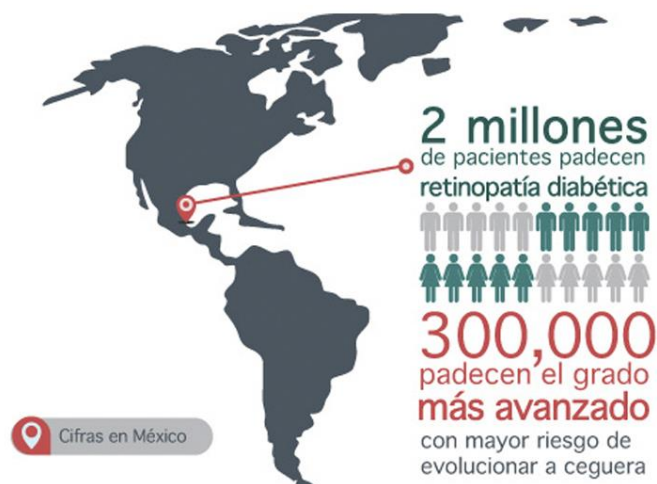 2 millones
de pacientes padecen
retinopatía diabética
300,000
padecen el grado
más avanzado
con mayor riesgo de
evolucionar a ceguera
Cifras en México